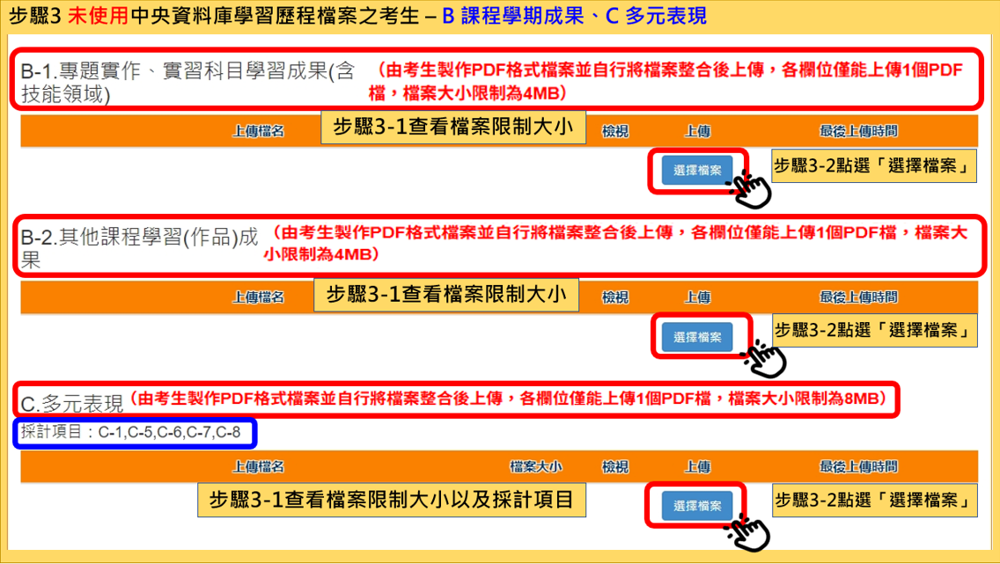 步驟3 未使用中央資料庫學習歷程檔案之考生 – B 課程學期成果、C 多元表現
B-1.專題實作、實習科目學習成果(含
技能領域)
（由考生製作PDF格式檔案並自行將檔案整合後上傳，各欄位僅能上傳1個PDF
檔，檔案大小限制為4MB）
上傳檔名 步驟3-1查看檔案限制大小 檢視 上傳 最後上傳時間
選擇檔案 步驟3-2點選「選擇檔案」
B-2.其他課程學習(作品)成
果
（由考生製作PDF格式檔案並自行將檔案整合後上傳，各欄位僅能上傳1個PDF檔，檔案大
小限制為4MB）
上傳檔名 步驟3-1查看檔案限制大小 檢視 上傳 最後上傳時間
選擇檔案 步驟3-2點選「選擇檔案」
C.多元表現（由考生製作PDF格式檔案並自行將檔案整合後上傳，各欄位僅能上傳1個PDF檔，檔案大小限制為8MB）
採計項目：C-1,C-5,C-6,C-7,C-8
上傳檔名 檔案大小 檢視 上傳 最後上傳時間
步驟3-1查看檔案限制大小以及採計項目 選擇檔案 步驟3-2點選「選擇檔案」